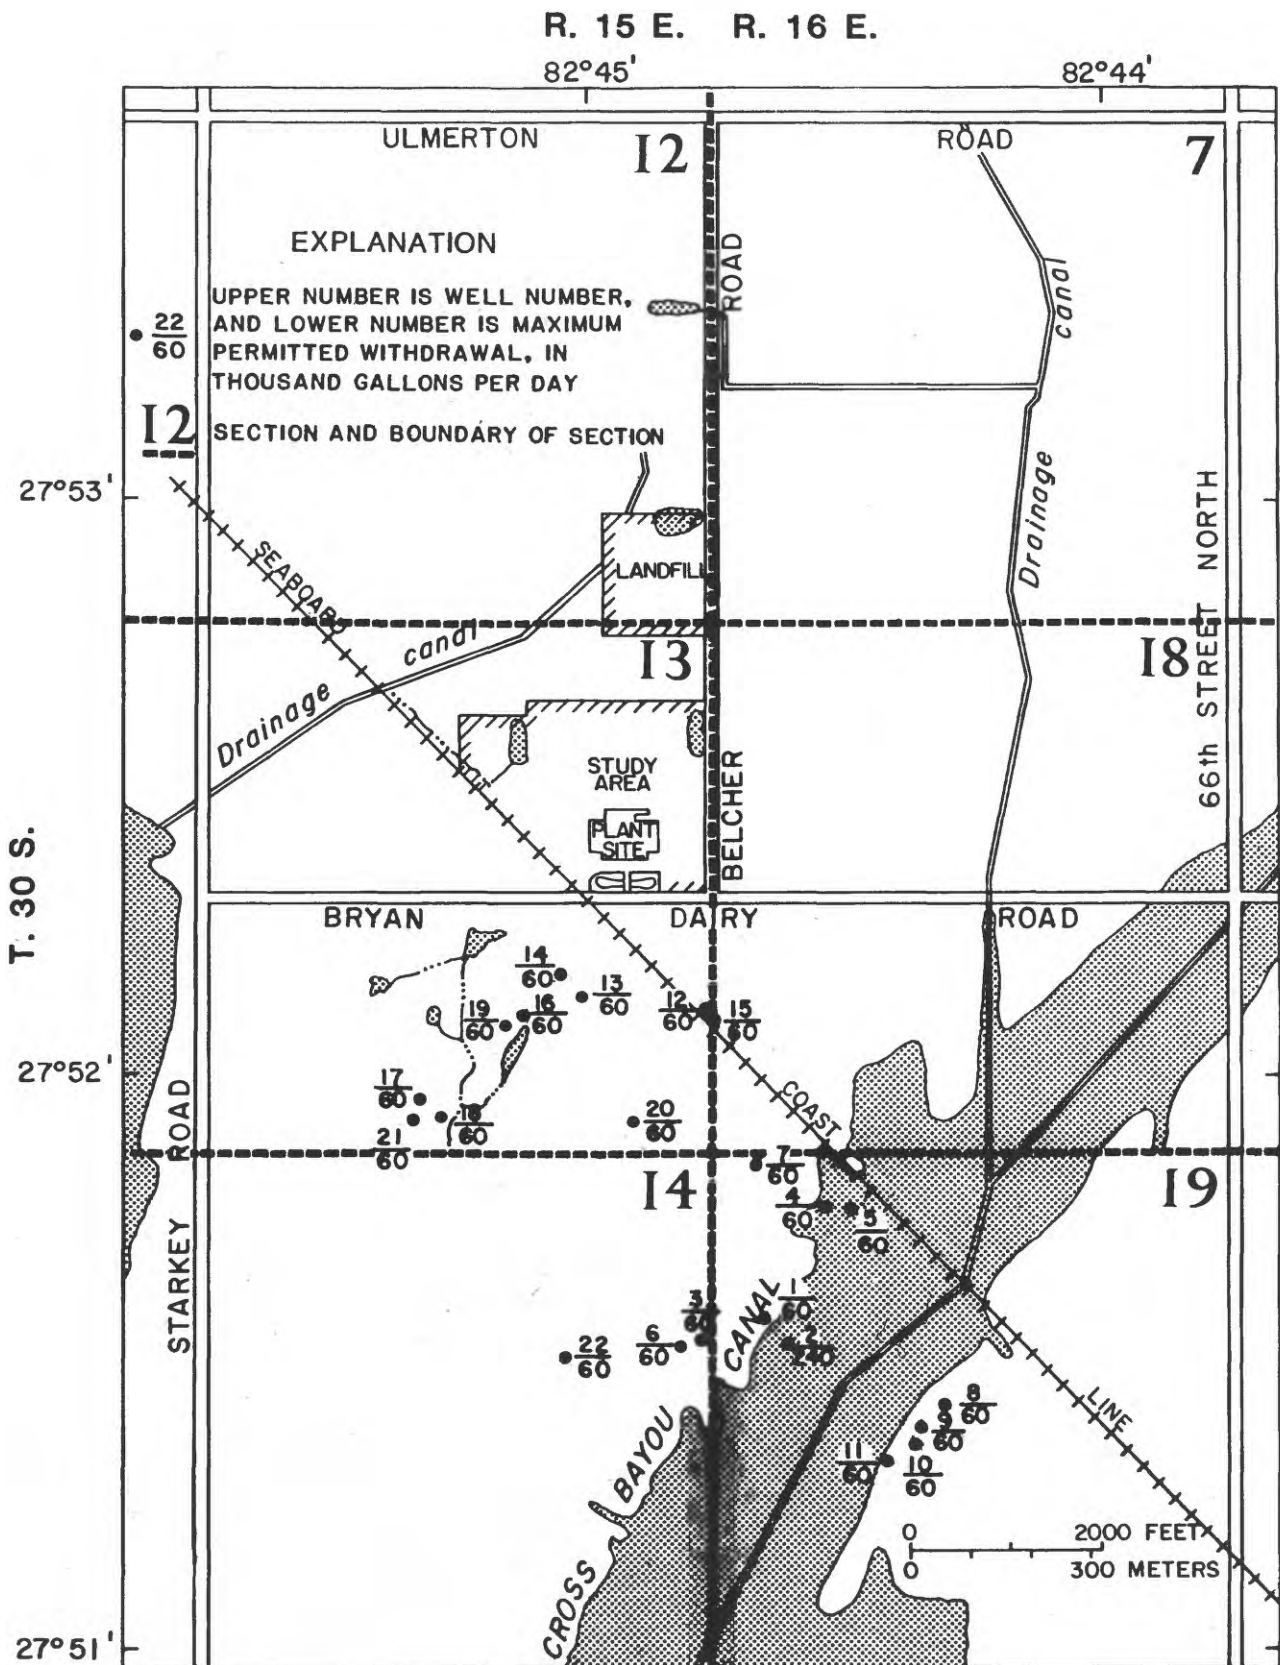 R. 15 E. R. 16 E.
82°45' 82°44'
ULMERTON ROAD
12
7
EXPLANATION
UPPER NUMBER IS WELL NUMBER,
AND LOWER NUMBER IS MAXIMUM
PERMITTED WITHDRAWAL, IN
THOUSAND GALLONS PER DAY
22
60
12 SECTION AND BOUNDARY OF SECTION
ROAD
canal
Drainage
27°53'
SEABOARD
LANDFILL
66th STREET NORTH
canal
Drainage
13
18
STUDY
AREA
PLANT
SITE
BELCHER
T. 30 S.
BRYAN DAIRY ROAD
14
60
13
60
16
60
19
60
12
60
15
60
27°52'
17
60
18
60
21
60
20
60
COAST
STARKEY ROAD
14
19
7
60
4
60
5
60
1
60
2
240
3
60
6
60
22
60
CANAL
BAYOU
CROSS
LINE
8
60
9
60
10
60
11
60
0 2000 FEET
0 300 METERS
27°51'